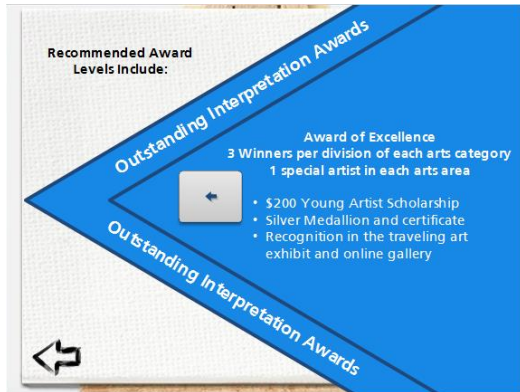 Recommended Award
Levels Include:
Outstanding Interpretation Awards
Award of Excellence
3 Winners per division of each arts category
1 special artist in each arts area
• $200 Young Artist Scholarship
• Silver Medallion and certificate
• Recognition in the traveling art
exhibit and online gallery
Outstanding Interpretation Awards